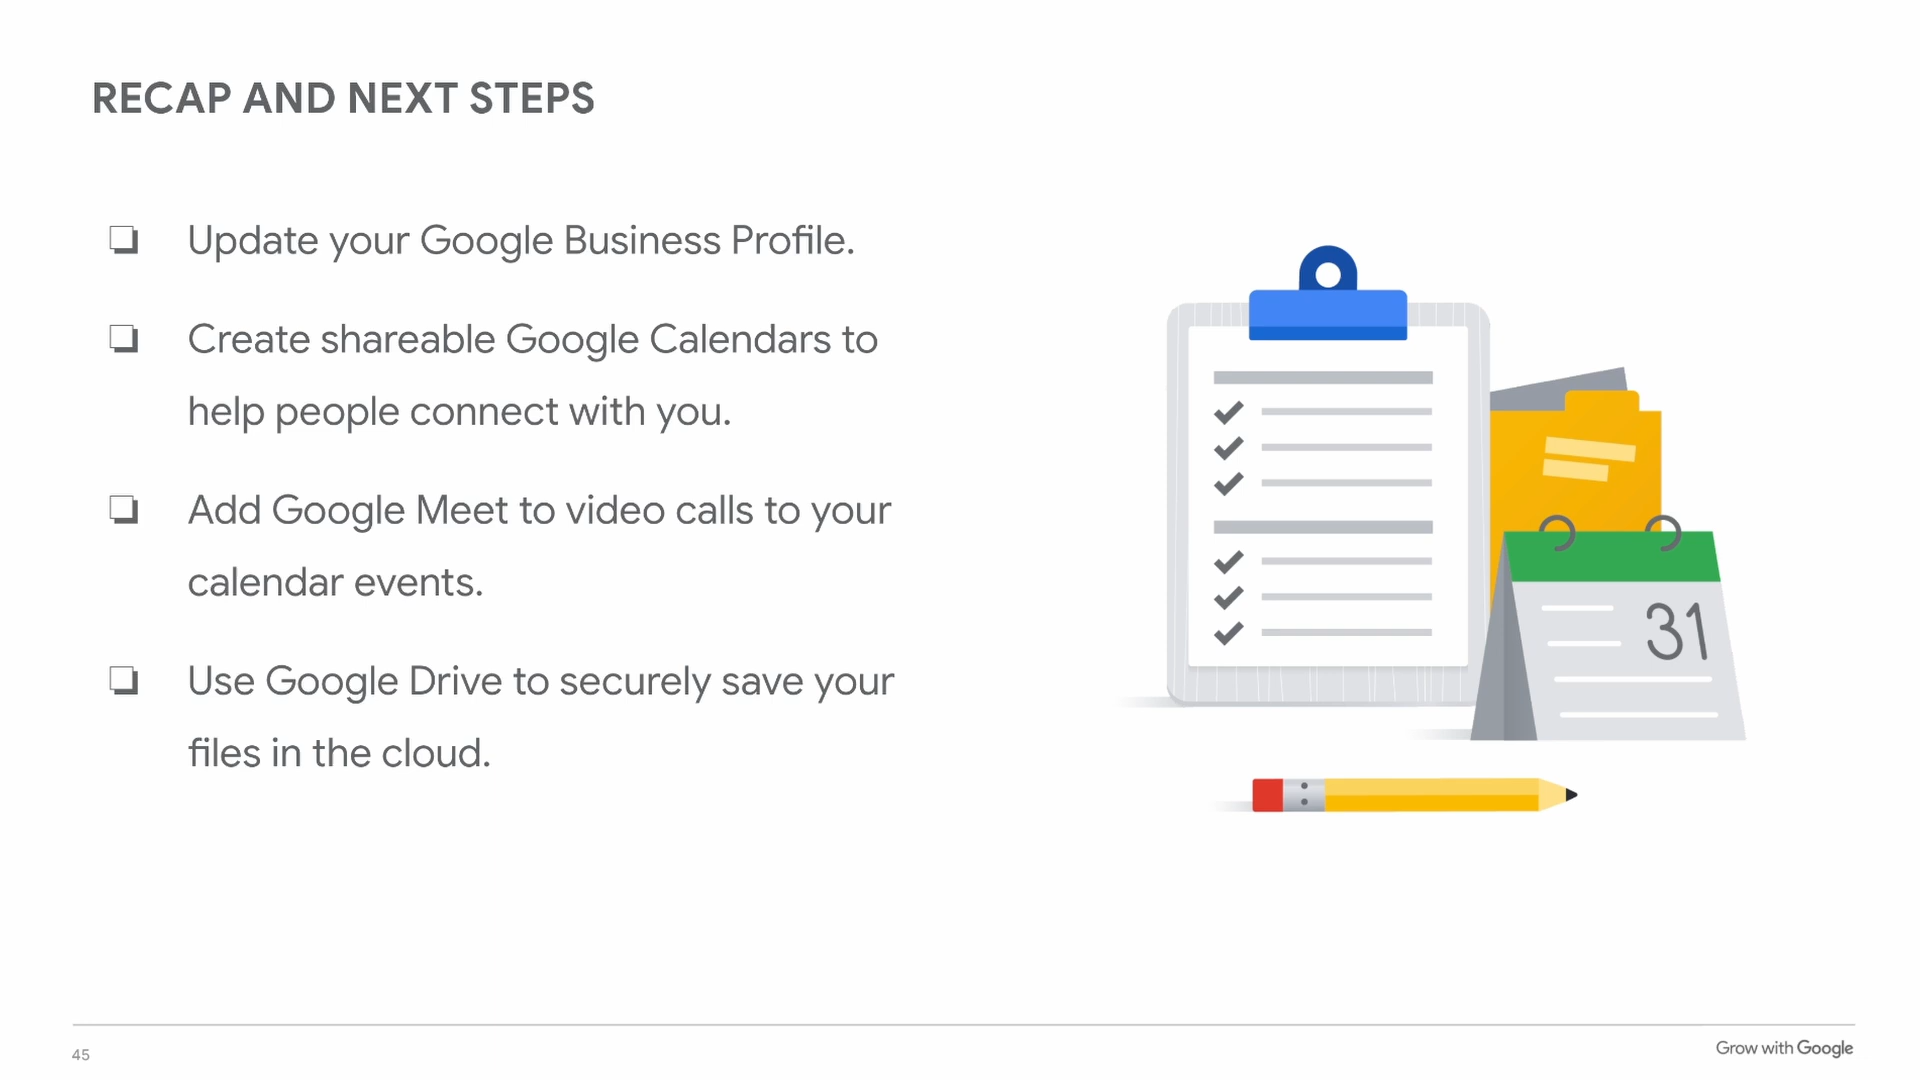 RECAP AND NEXT STEPS
❏ Update your Google Business Profile.
❏ Create shareable Google Calendars to
help people connect with you.
❏ Add Google Meet to video calls to your
calendar events.
❏ Use Google Drive to securely save your
files in the cloud.
31
45
Grow with Google